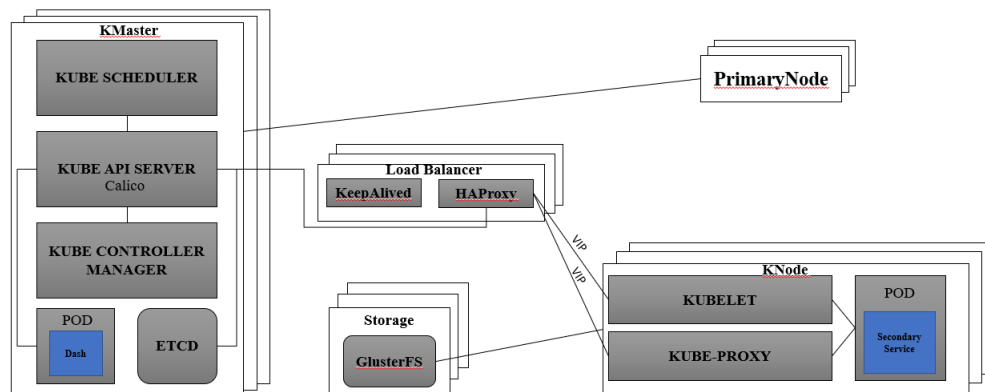 KMaster
KUBE SCHEDULER
KUBE API SERVER
Calico
KUBE CONTROLLER
MANAGER
POD
Dash
ETCD
PrimaryNode
Load Balancer
KeepAlived
HAProxy
VIP
VIP
Storage
GlusterFS
KNode
KUBELET
KUBE-PROXY
POD
Secondary
Service